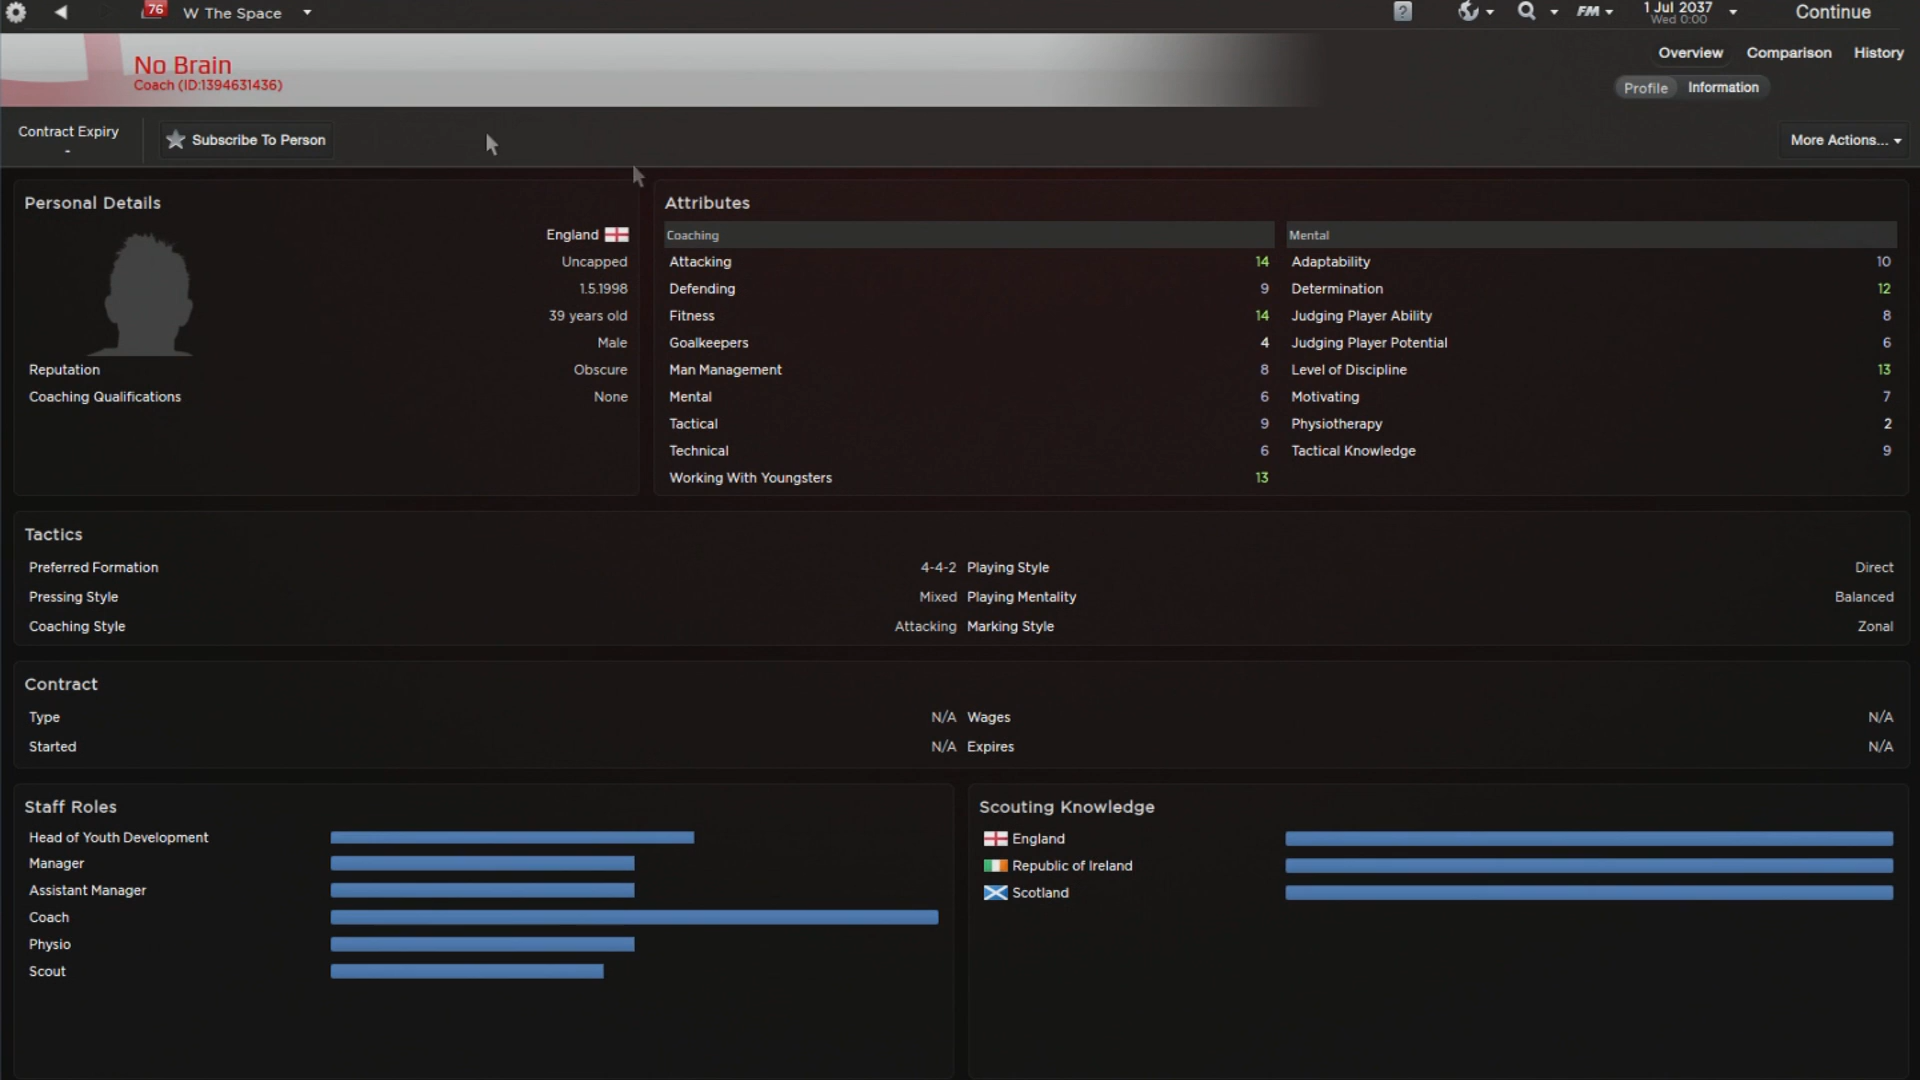 76 W The Space
? FM 1 Jul 2037 Continue
Wed 0:00
No Brain
Coach (ID:1394631436)
Overview Comparison History
Profile Information
Contract Expiry
-
Subscribe To Person
More Actions...
Personal Details
England
Uncapped
1.5.1998
39 years old
Male
Reputation Obscure
Coaching Qualifications None
Attributes
Coaching
Attacking 14
Defending 9
Fitness 14
Goalkeepers 4
Man Management 8
Mental 6
Tactical 9
Technical 6
Working With Youngsters 13
Mental
Adaptability 10
Determination 12
Judging Player Ability 8
Judging Player Potential 6
Level of Discipline 13
Motivating 7
Physiotherapy 2
Tactical Knowledge 9
Tactics
Preferred Formation 4-4-2 Playing Style Direct
Pressing Style Mixed Playing Mentality Balanced
Coaching Style Attacking Marking Style Zonal
Contract
Type N/A Wages N/A
Started N/A Expires N/A
Staff Roles
Head of Youth Development
Manager
Assistant Manager
Coach
Physio
Scout
Scouting Knowledge
England
Republic of Ireland
Scotland